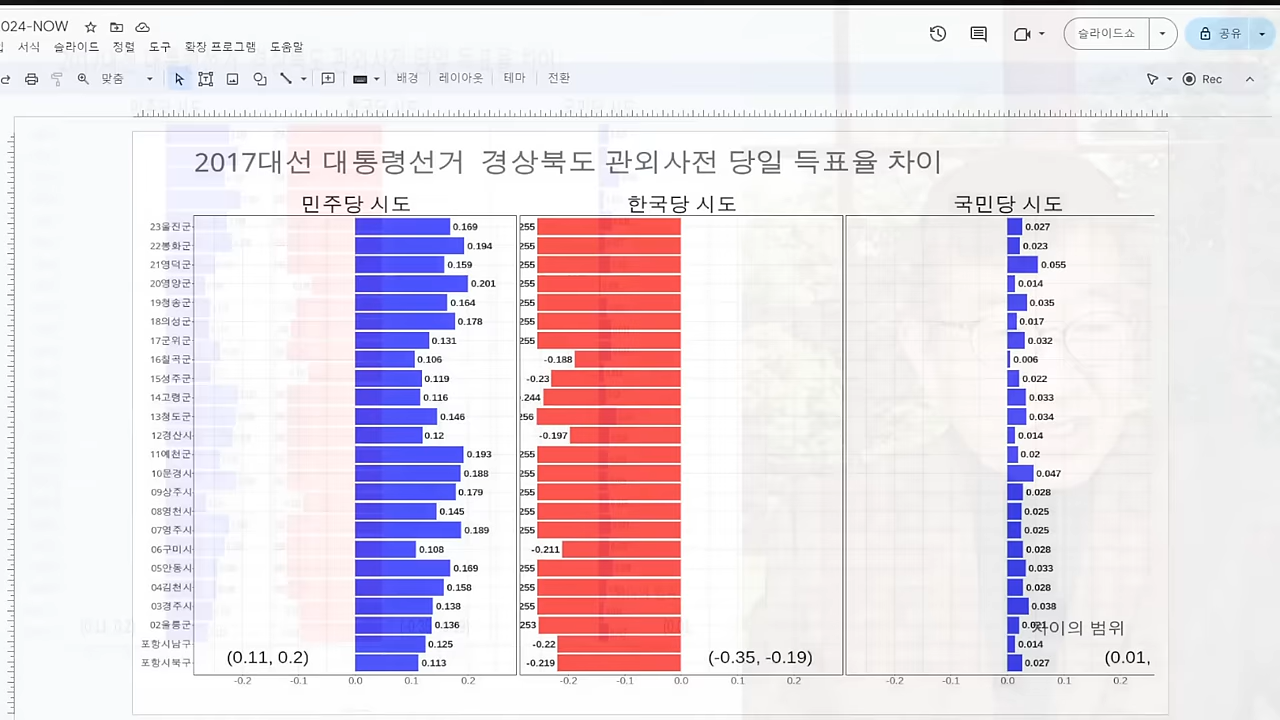 024-NOW
서식 슬라이드 정렬 도구 확장 프로그램 도움말
슬라이드쇼
공유
맞춤
배경 레이아웃 테마 전환
Rec
2017대선 대통령선거 경상북도 관외사전 당일 득표율 차이
민주당 시도 한국당 시도 국민당 시도
23울진군 0.169 255 0.027
22봉화군 0.194 255 0.023
21영덕군 0.159 255 0.055
20영양군 0.201 255 0.014
19청송군 0.164 255 0.035
18의성군 0.178 255 0.017
17군위군 0.131 255 0.032
16칠곡군 0.106 -0.188 0.006
15성주군 0.119 -0.23 0.022
14고령군 0.116 .244 0.033
13청도군 0.146 256 0.034
12경산시 0.12 -0.197 0.014
11예천군 0.193 255 0.02
10문경시 0.188 255 0.047
09상주시 0.179 255 0.028
08영천시 0.145 255 0.025
07영주시 0.189 255 0.025
06구미시 0.108 -0.211 0.028
05안동시 0.169 255 0.033
04김천시 0.158 255 0.028
03경주시 0.138 255 0.038
02울릉군 0.136 253 차이의 범위
포항시남구 0.125 -0.22 0.014
포항시북구 0.113 -0.219 0.027
(0.11, 0.2) (-0.35, -0.19) (0.01,
-0.2 -0.1 0.0 0.1 0.2 -0.2 -0.1 0.0 0.1 0.2 -0.2 -0.1 0.0 0.1 0.2